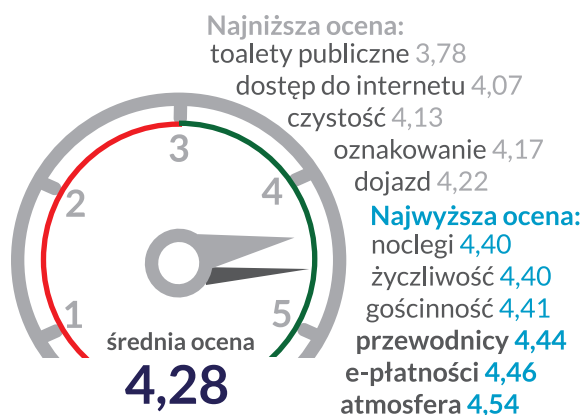 Najniższa ocena:
toalety publiczne 3,78
dostęp do internetu 4,07
czystość 4,13
oznakowanie 4,17
dojazd 4,22
Najwyższa ocena:
noclegi 4,40
życzliwość 4,40
gościnność 4,41
przewodnicy 4,44
e-płatności 4,46
atmosfera 4,54
1
2
3
4
5
średnia ocena
4,28